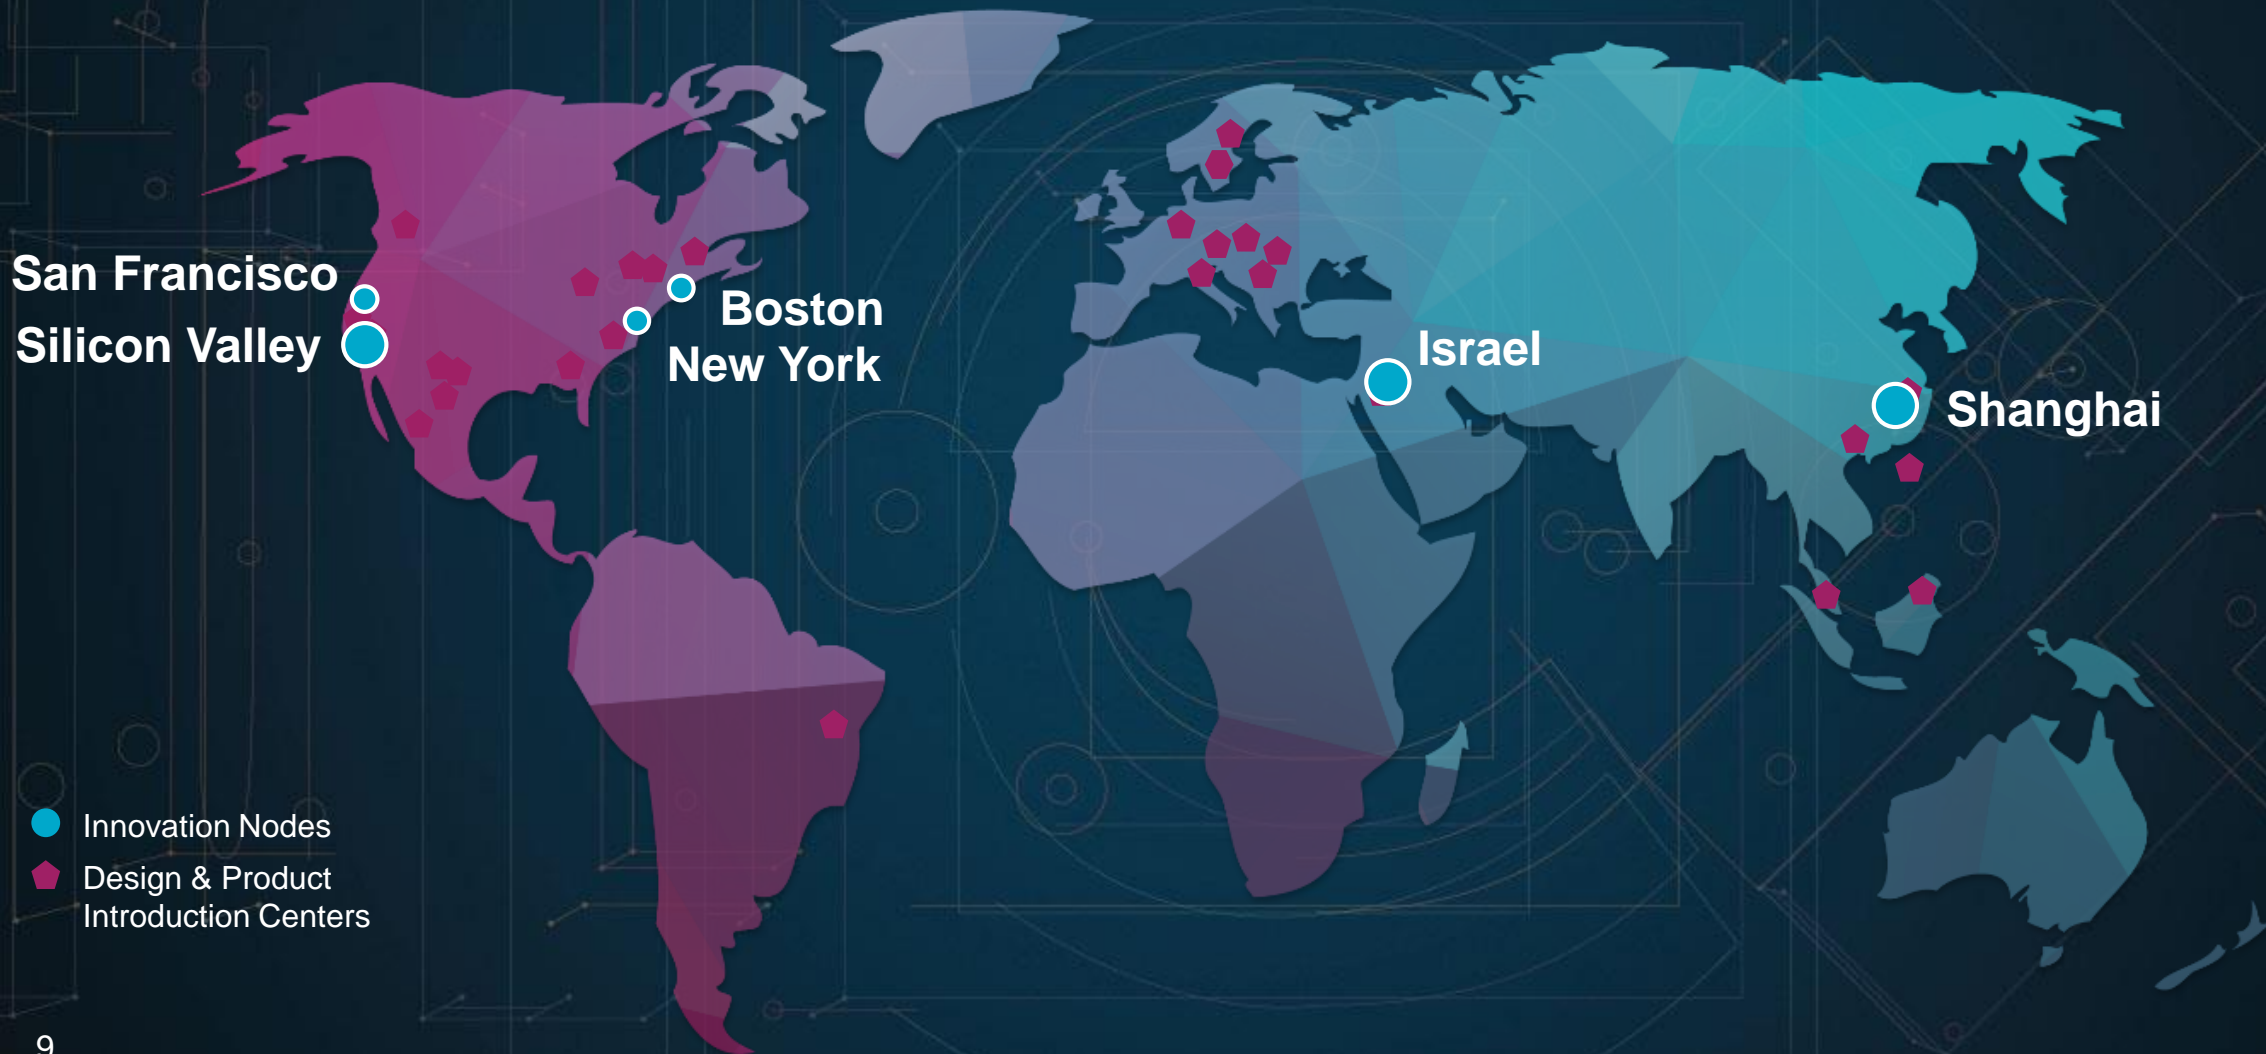 San Francisco
Silicon Valley
Boston
New York
Israel
Shanghai
Innovation Nodes
Design & Product
Introduction Centers
9